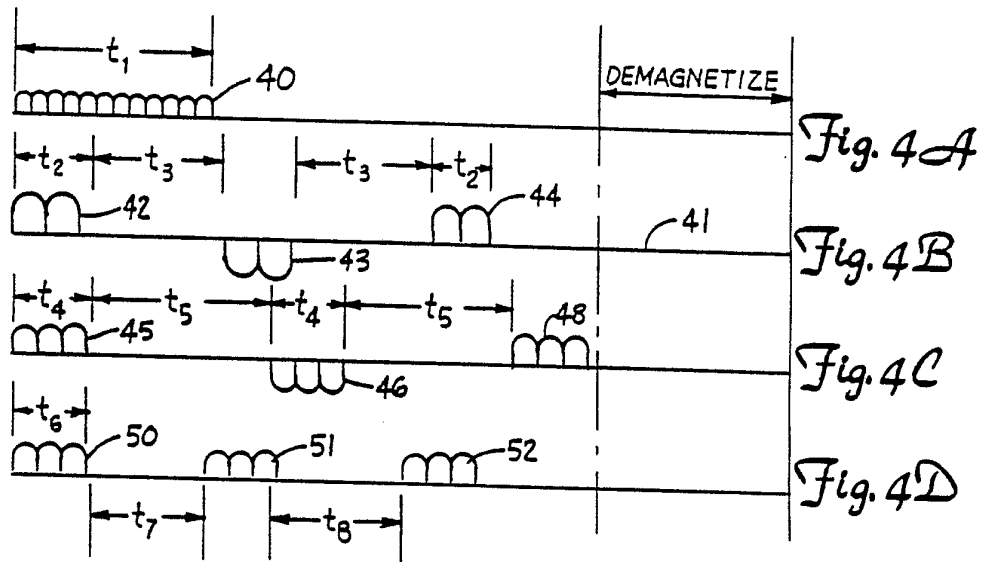 t1
40
DEMAGNETIZE
Fig. 4A
t2
t3
t3
t2
42
43
44
41
Fig. 4B
t4
t5
t4
t5
45
46
48
Fig. 4C
t6
50
51
52
t7
t8
Fig. 4D